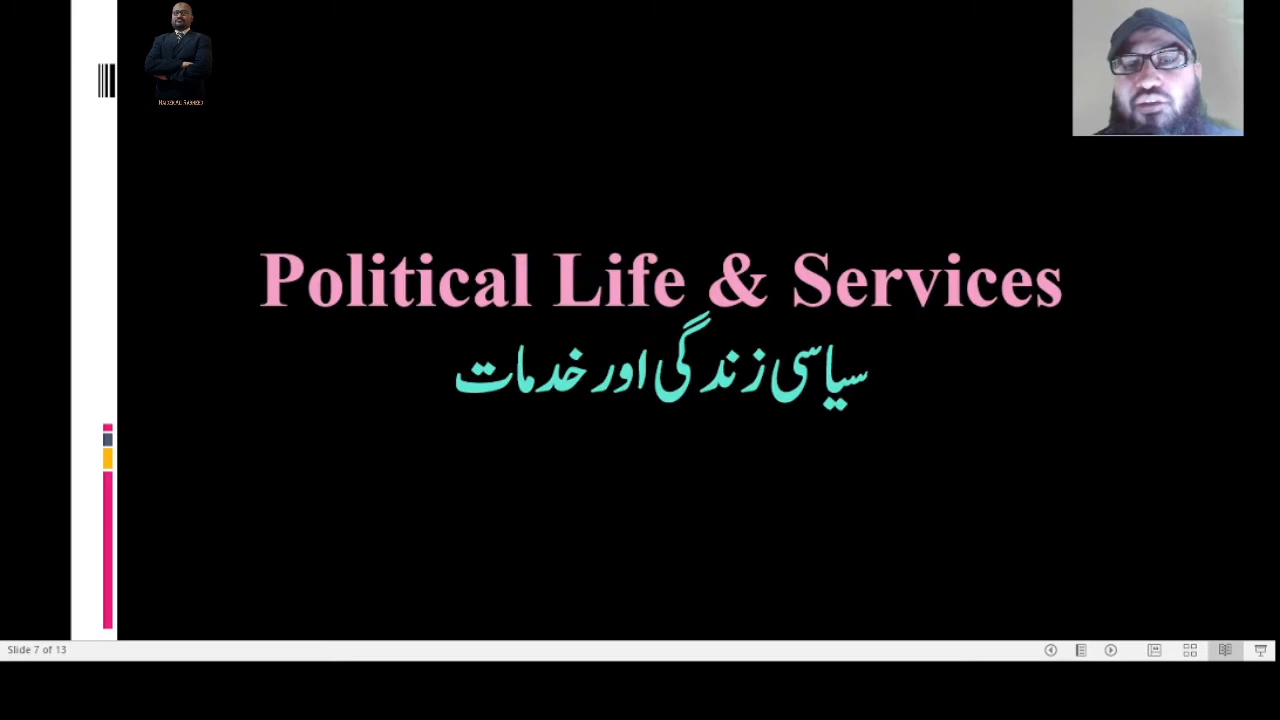 Political Life & Services
سیاسی زندگی اور خدمات
Slide 7 of 13